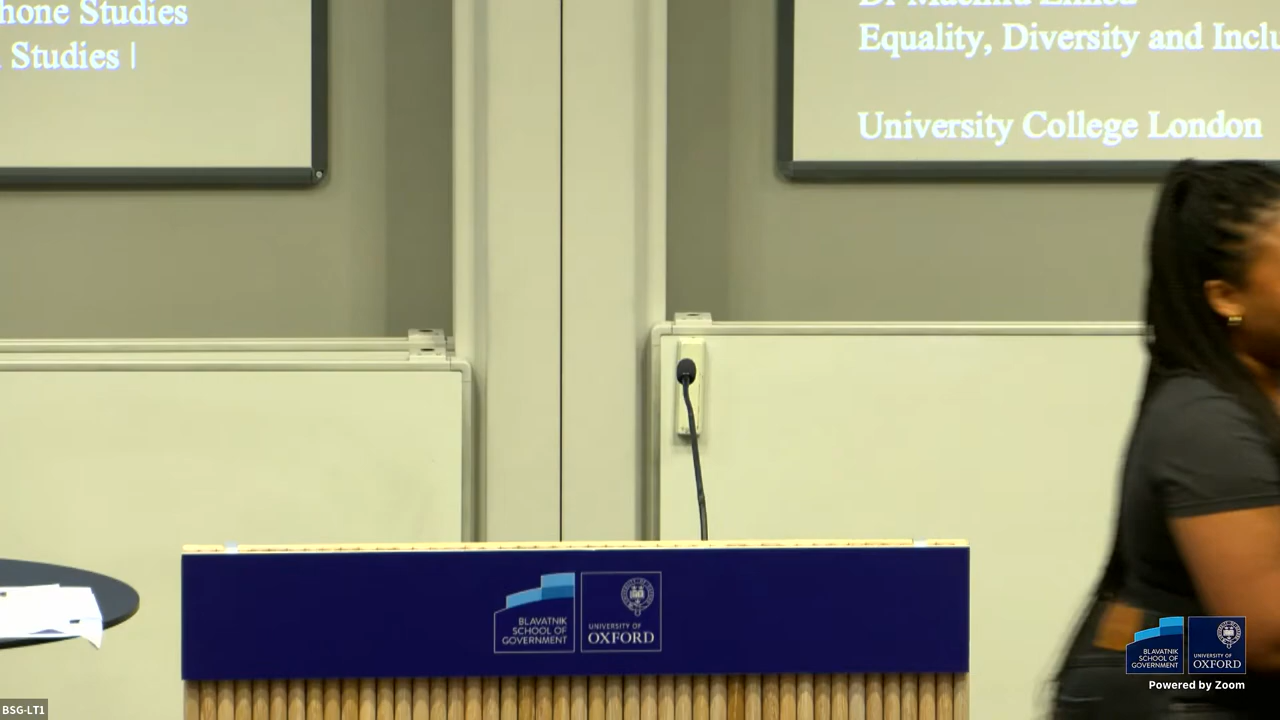 hone Studies
Studies |
Equality, Diversity and Inclu
University College London
BLAVATNIK
SCHOOL OF
GOVERNMENT
UNIVERSITY OF
OXFORD
BLAVATNIK
SCHOOL OF
GOVERNMENT
UNIVERSITY OF
OXFORD
Powered by Zoom
BSG-LT1